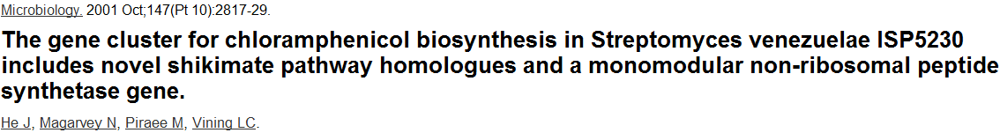 Microbiology. 2001 Oct;147(Pt 10):2817-29.
The gene cluster for chloramphenicol biosynthesis in Streptomyces venezuelae ISP5230
includes novel shikimate pathway homologues and a monomodular non-ribosomal peptide
synthetase gene.
He J, Magarvey N, Piraee M, Vining LC.